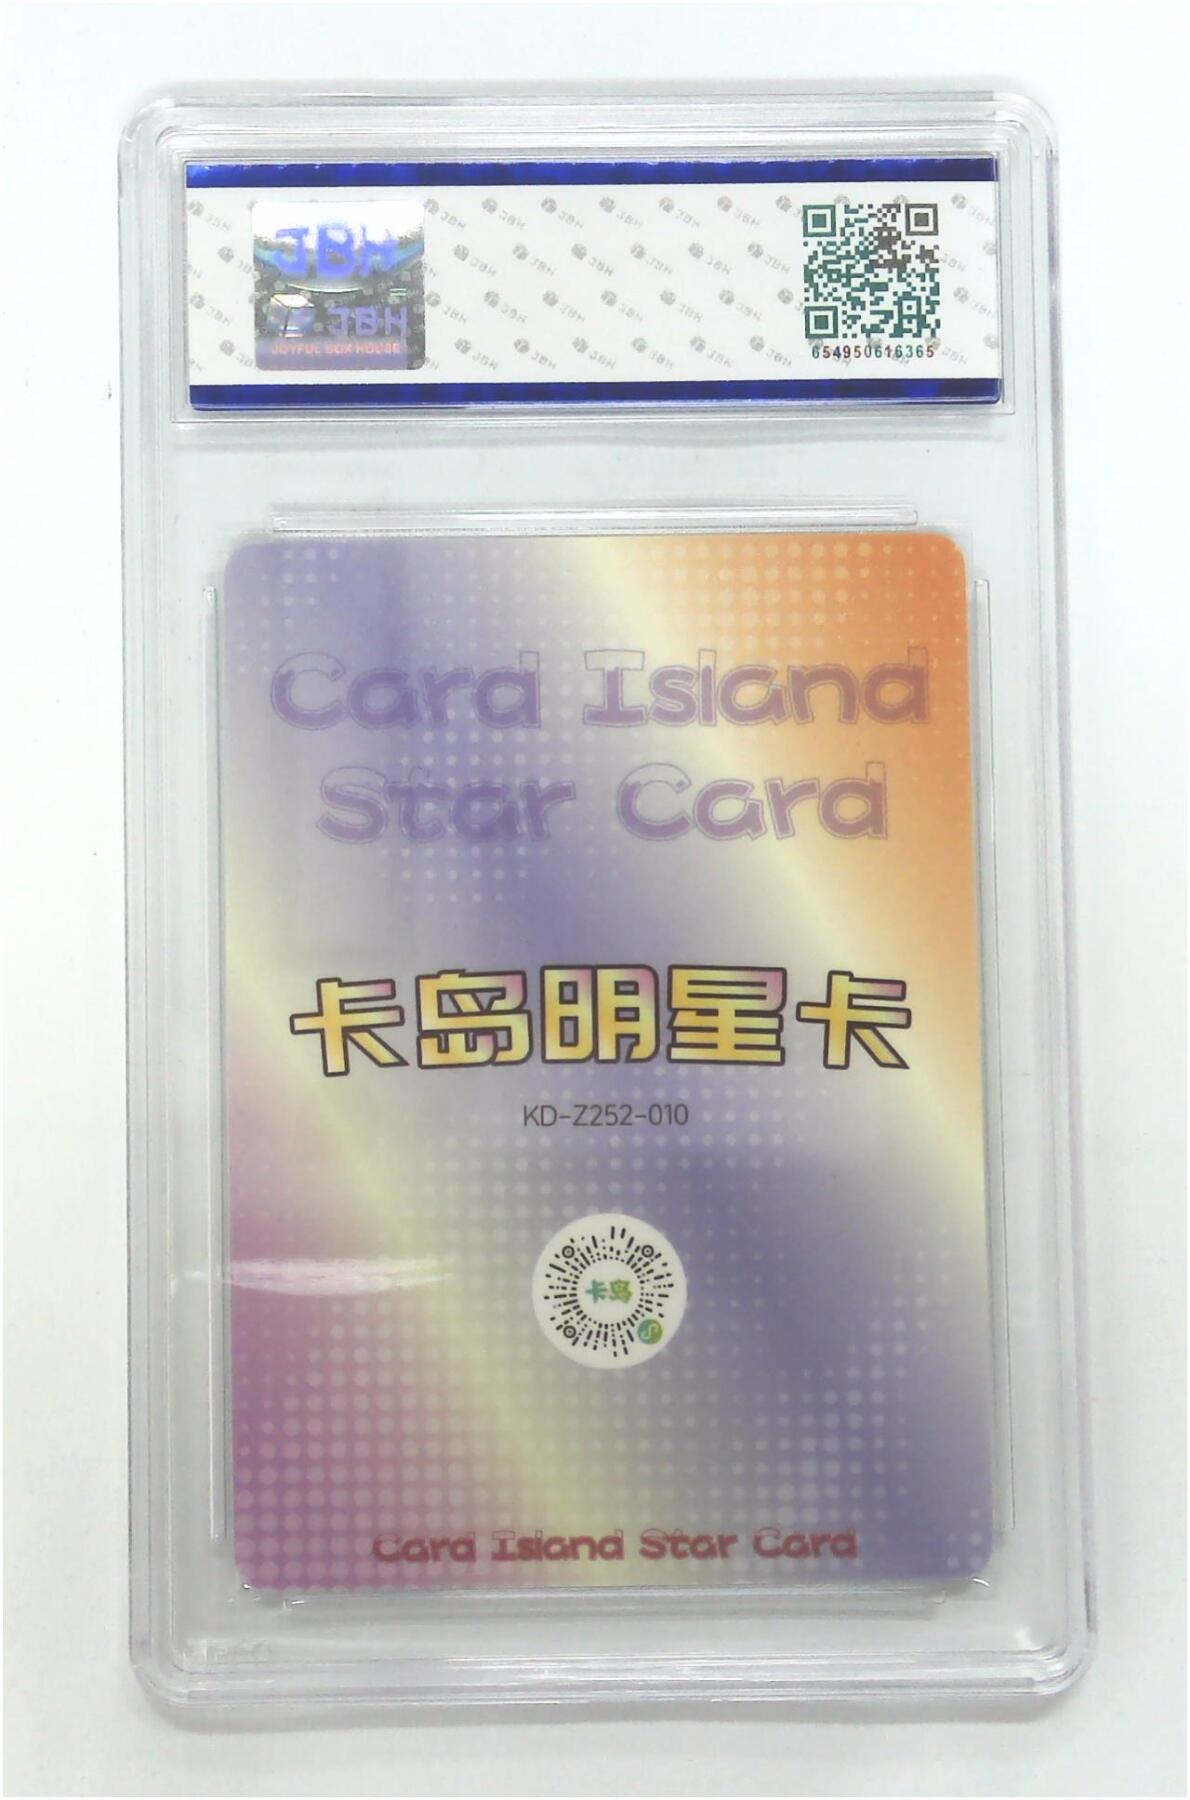 JBH
JBH
JOYFUL BOX HOUSE
654950616365
Card Island
Star Card
卡岛明星卡
KD-Z252-010
卡岛
Card Island Star Card